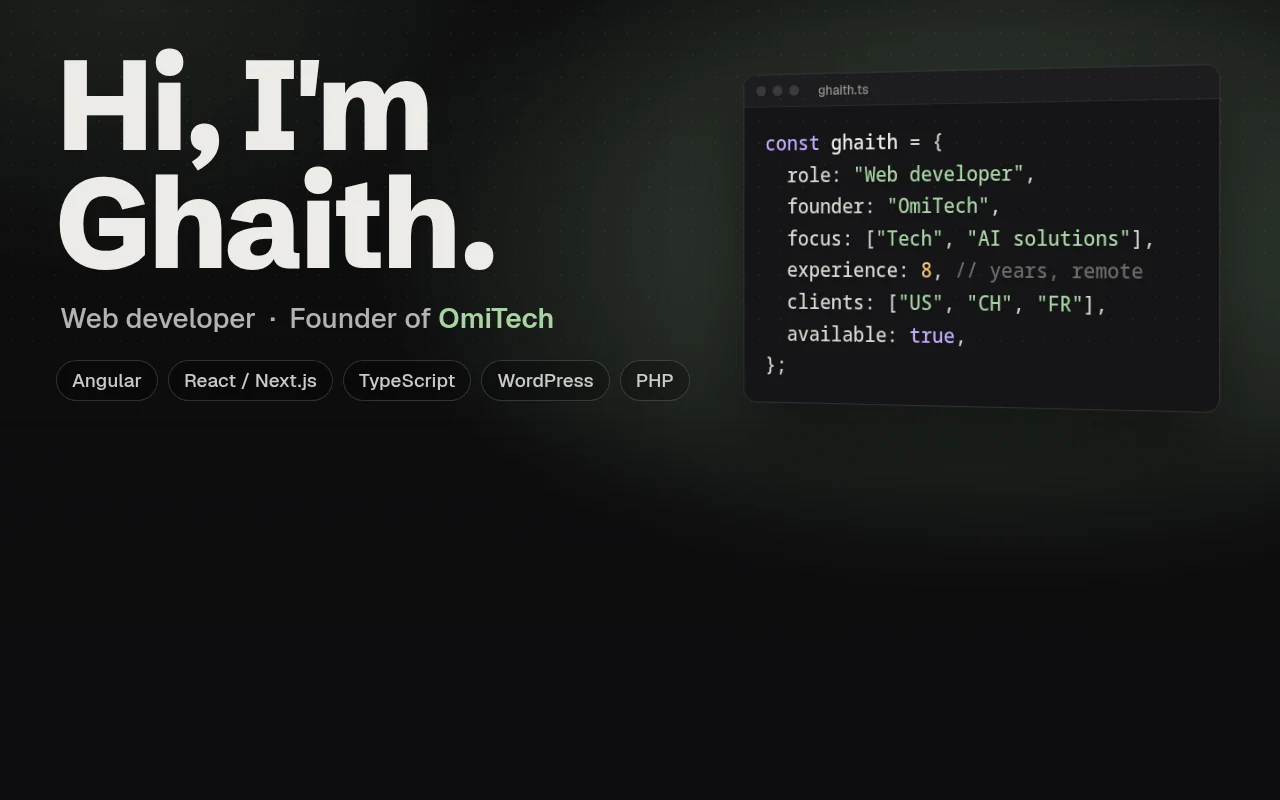 Hi, I'm
Ghaith.
Web developer · Founder of OmiTech
Angular
React / Next.js
TypeScript
WordPress
PHP
ghaith.ts
const ghaith = {
  role: "Web developer",
  founder: "OmiTech",
  focus: ["Tech", "AI solutions"],
  experience: 8, // years, remote
  clients: ["US", "CH", "FR"],
  available: true,
};